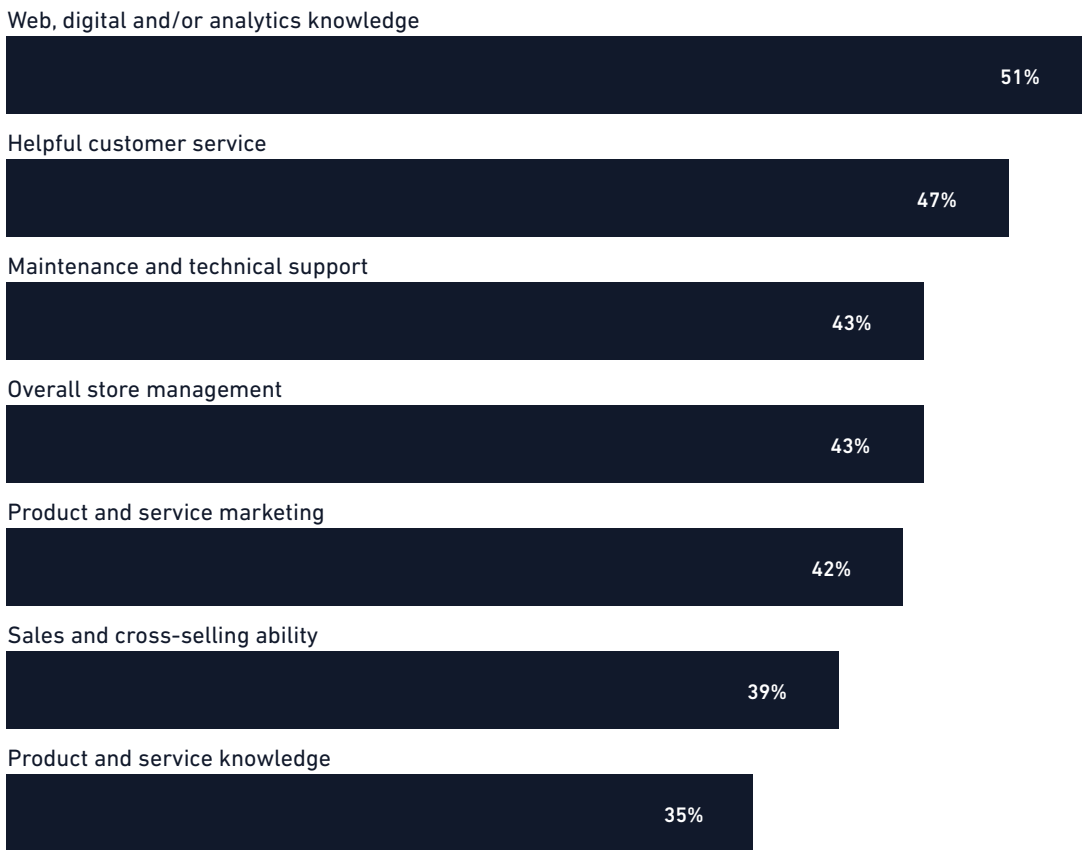 Web, digital and/or analytics knowledge
51%
Helpful customer service
47%
Maintenance and technical support
43%
Overall store management
43%
Product and service marketing
42%
Sales and cross-selling ability
39%
Product and service knowledge
35%